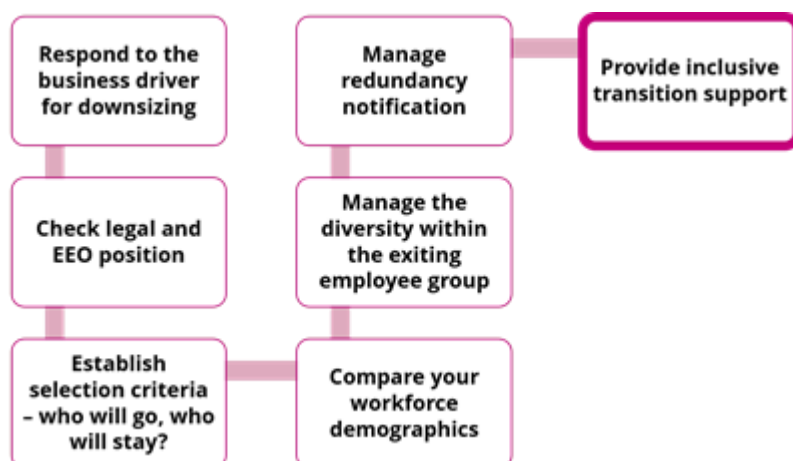 Respond to the
business driver
for downsizing
Check legal and
EEO position
Establish
selection criteria
– who will go, who
will stay?
Compare your
workforce
demographics
Manage the
diversity within
the exiting
employee group
Manage
redundancy
notification
Provide inclusive
transition support